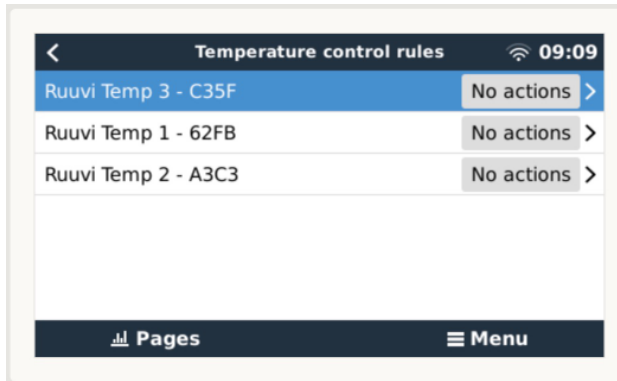 Temperature control rules 09:09
Ruuvi Temp 3 - C35F No actions
Ruuvi Temp 1 - 62FB No actions
Ruuvi Temp 2 - A3C3 No actions
Pages Menu